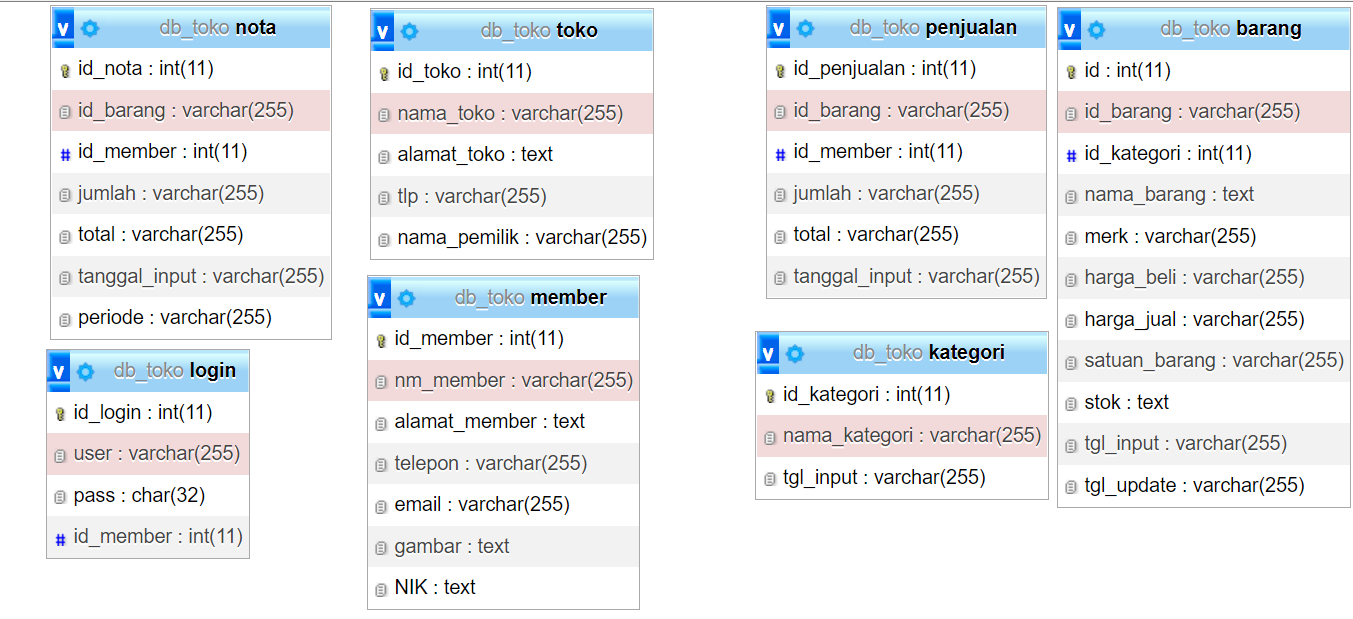 db_toko nota
id_nota : int(11)
id_barang : varchar(255)
id_member : int(11)
jumlah : varchar(255)
total : varchar(255)
tanggal_input : varchar(255)
periode : varchar(255)
db_toko login
id_login : int(11)
user : varchar(255)
pass : char(32)
id_member : int(11)
db_toko toko
id_toko : int(11)
nama_toko : varchar(255)
alamat_toko : text
tlp : varchar(255)
nama_pemilik : varchar(255)
db_toko member
id_member : int(11)
nm_member : varchar(255)
alamat_member : text
telepon : varchar(255)
email : varchar(255)
gambar : text
NIK : text
db_toko penjualan
id_penjualan : int(11)
id_barang : varchar(255)
id_member : int(11)
jumlah : varchar(255)
total : varchar(255)
tanggal_input : varchar(255)
db_toko kategori
id_kategori : int(11)
nama_kategori : varchar(255)
tgl_input : varchar(255)
db_toko barang
id : int(11)
id_barang : varchar(255)
id_kategori : int(11)
nama_barang : text
merk : varchar(255)
harga_beli : varchar(255)
harga_jual : varchar(255)
satuan_barang : varchar(255)
stok : text
tgl_input : varchar(255)
tgl_update : varchar(255)